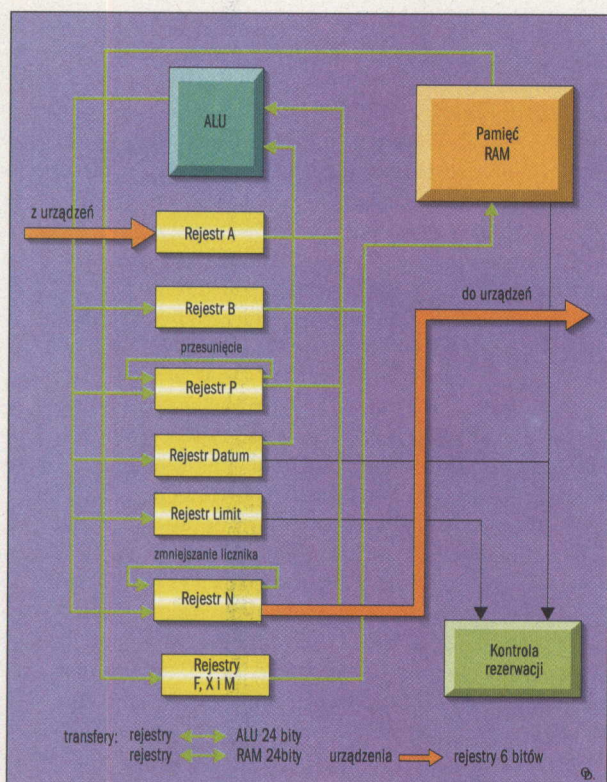 ALU
Pamięć
RAM
z urządzeń
Rejestr A
do urządzeń
Rejestr B
przesunięcie
Rejestr P
Rejestr Datum
Rejestr Limit
zmniejszanie licznika
Rejestr N
Rejestry
F, X i M
Kontrola
rezerwacji
transfery: rejestry ALU 24 bity
rejestry RAM 24bity urządzenia rejestry 6 bitów